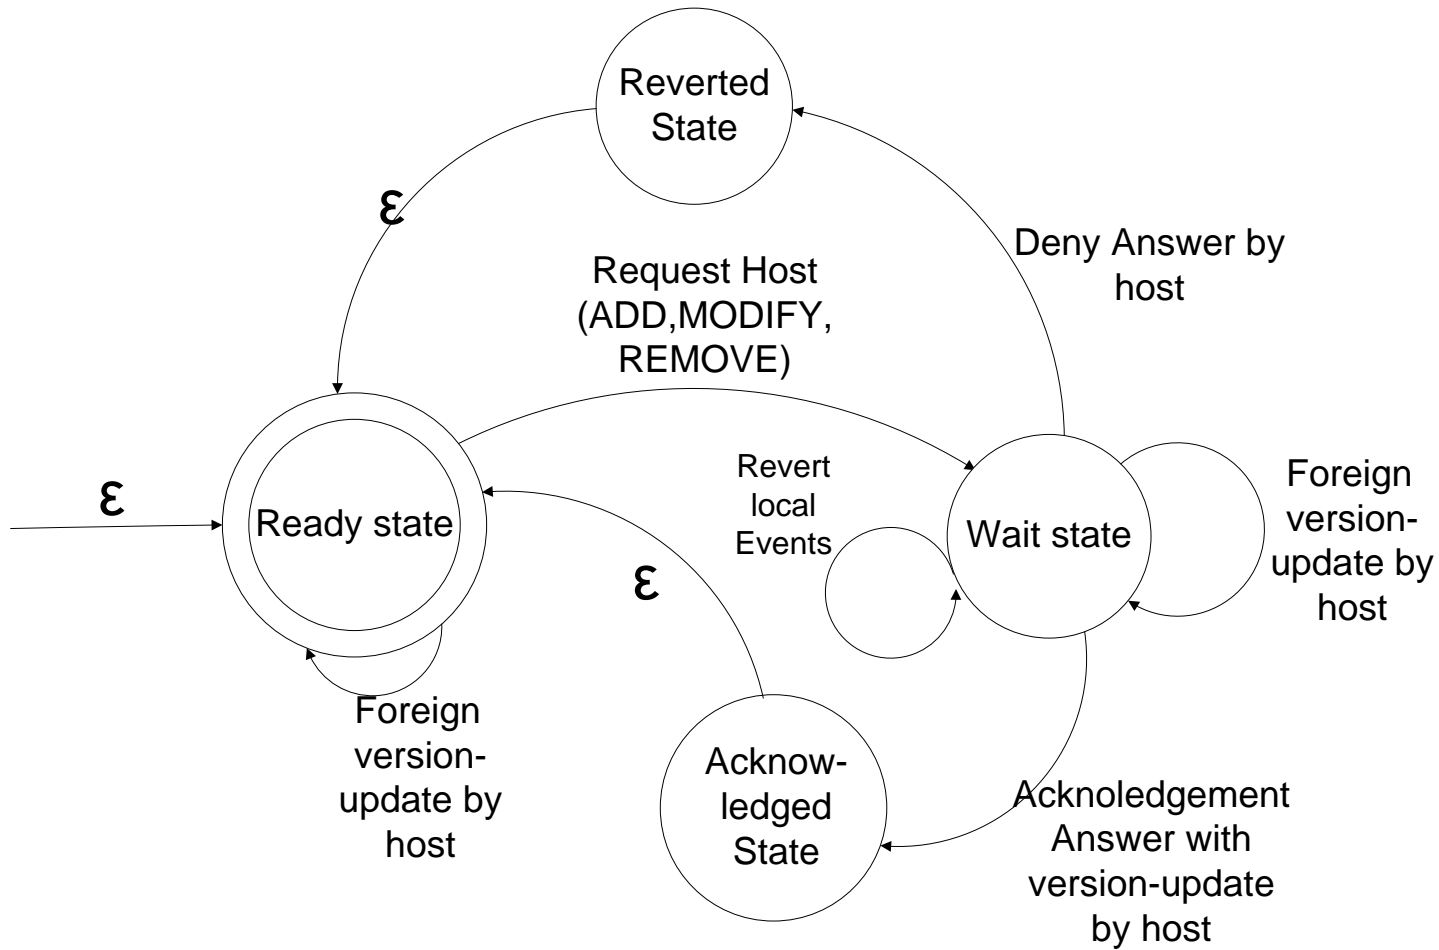 Reverted
State
ε
Deny Answer by
host
Request Host
(ADD,MODIFY,
REMOVE)
Revert
local
Events
Foreign
version-
update by
host
ε
Ready state
Wait state
ε
Foreign
version-
update by
host
Acknow-
ledged
State
Acknoledgement
Answer with
version-update
by host